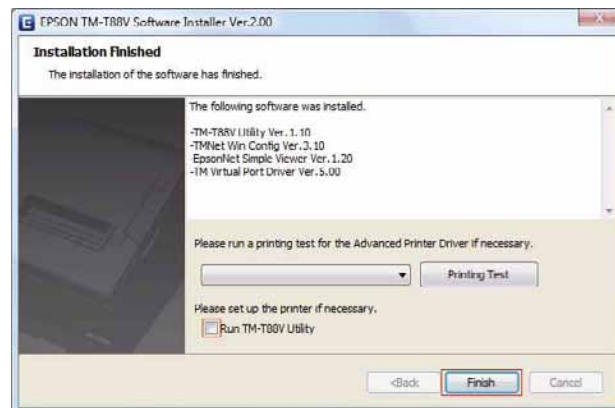 EPSON TM-T88V Software Installer Ver.2.00
Installation Finished
The installation of the software has finished.
The following software was installed.
-TM-T88V Utility Ver.1.10
-TMNet Win Config Ver.3.10
-EpsonNet Simple Viewer Ver.1.20
-TM Virtual Port Driver Ver.5.00
Please run a printing test for the Advanced Printer Driver if necessary.
Printing Test
Please set up the printer if necessary.
Run TM-T88V Utility
<Back Finish Cancel